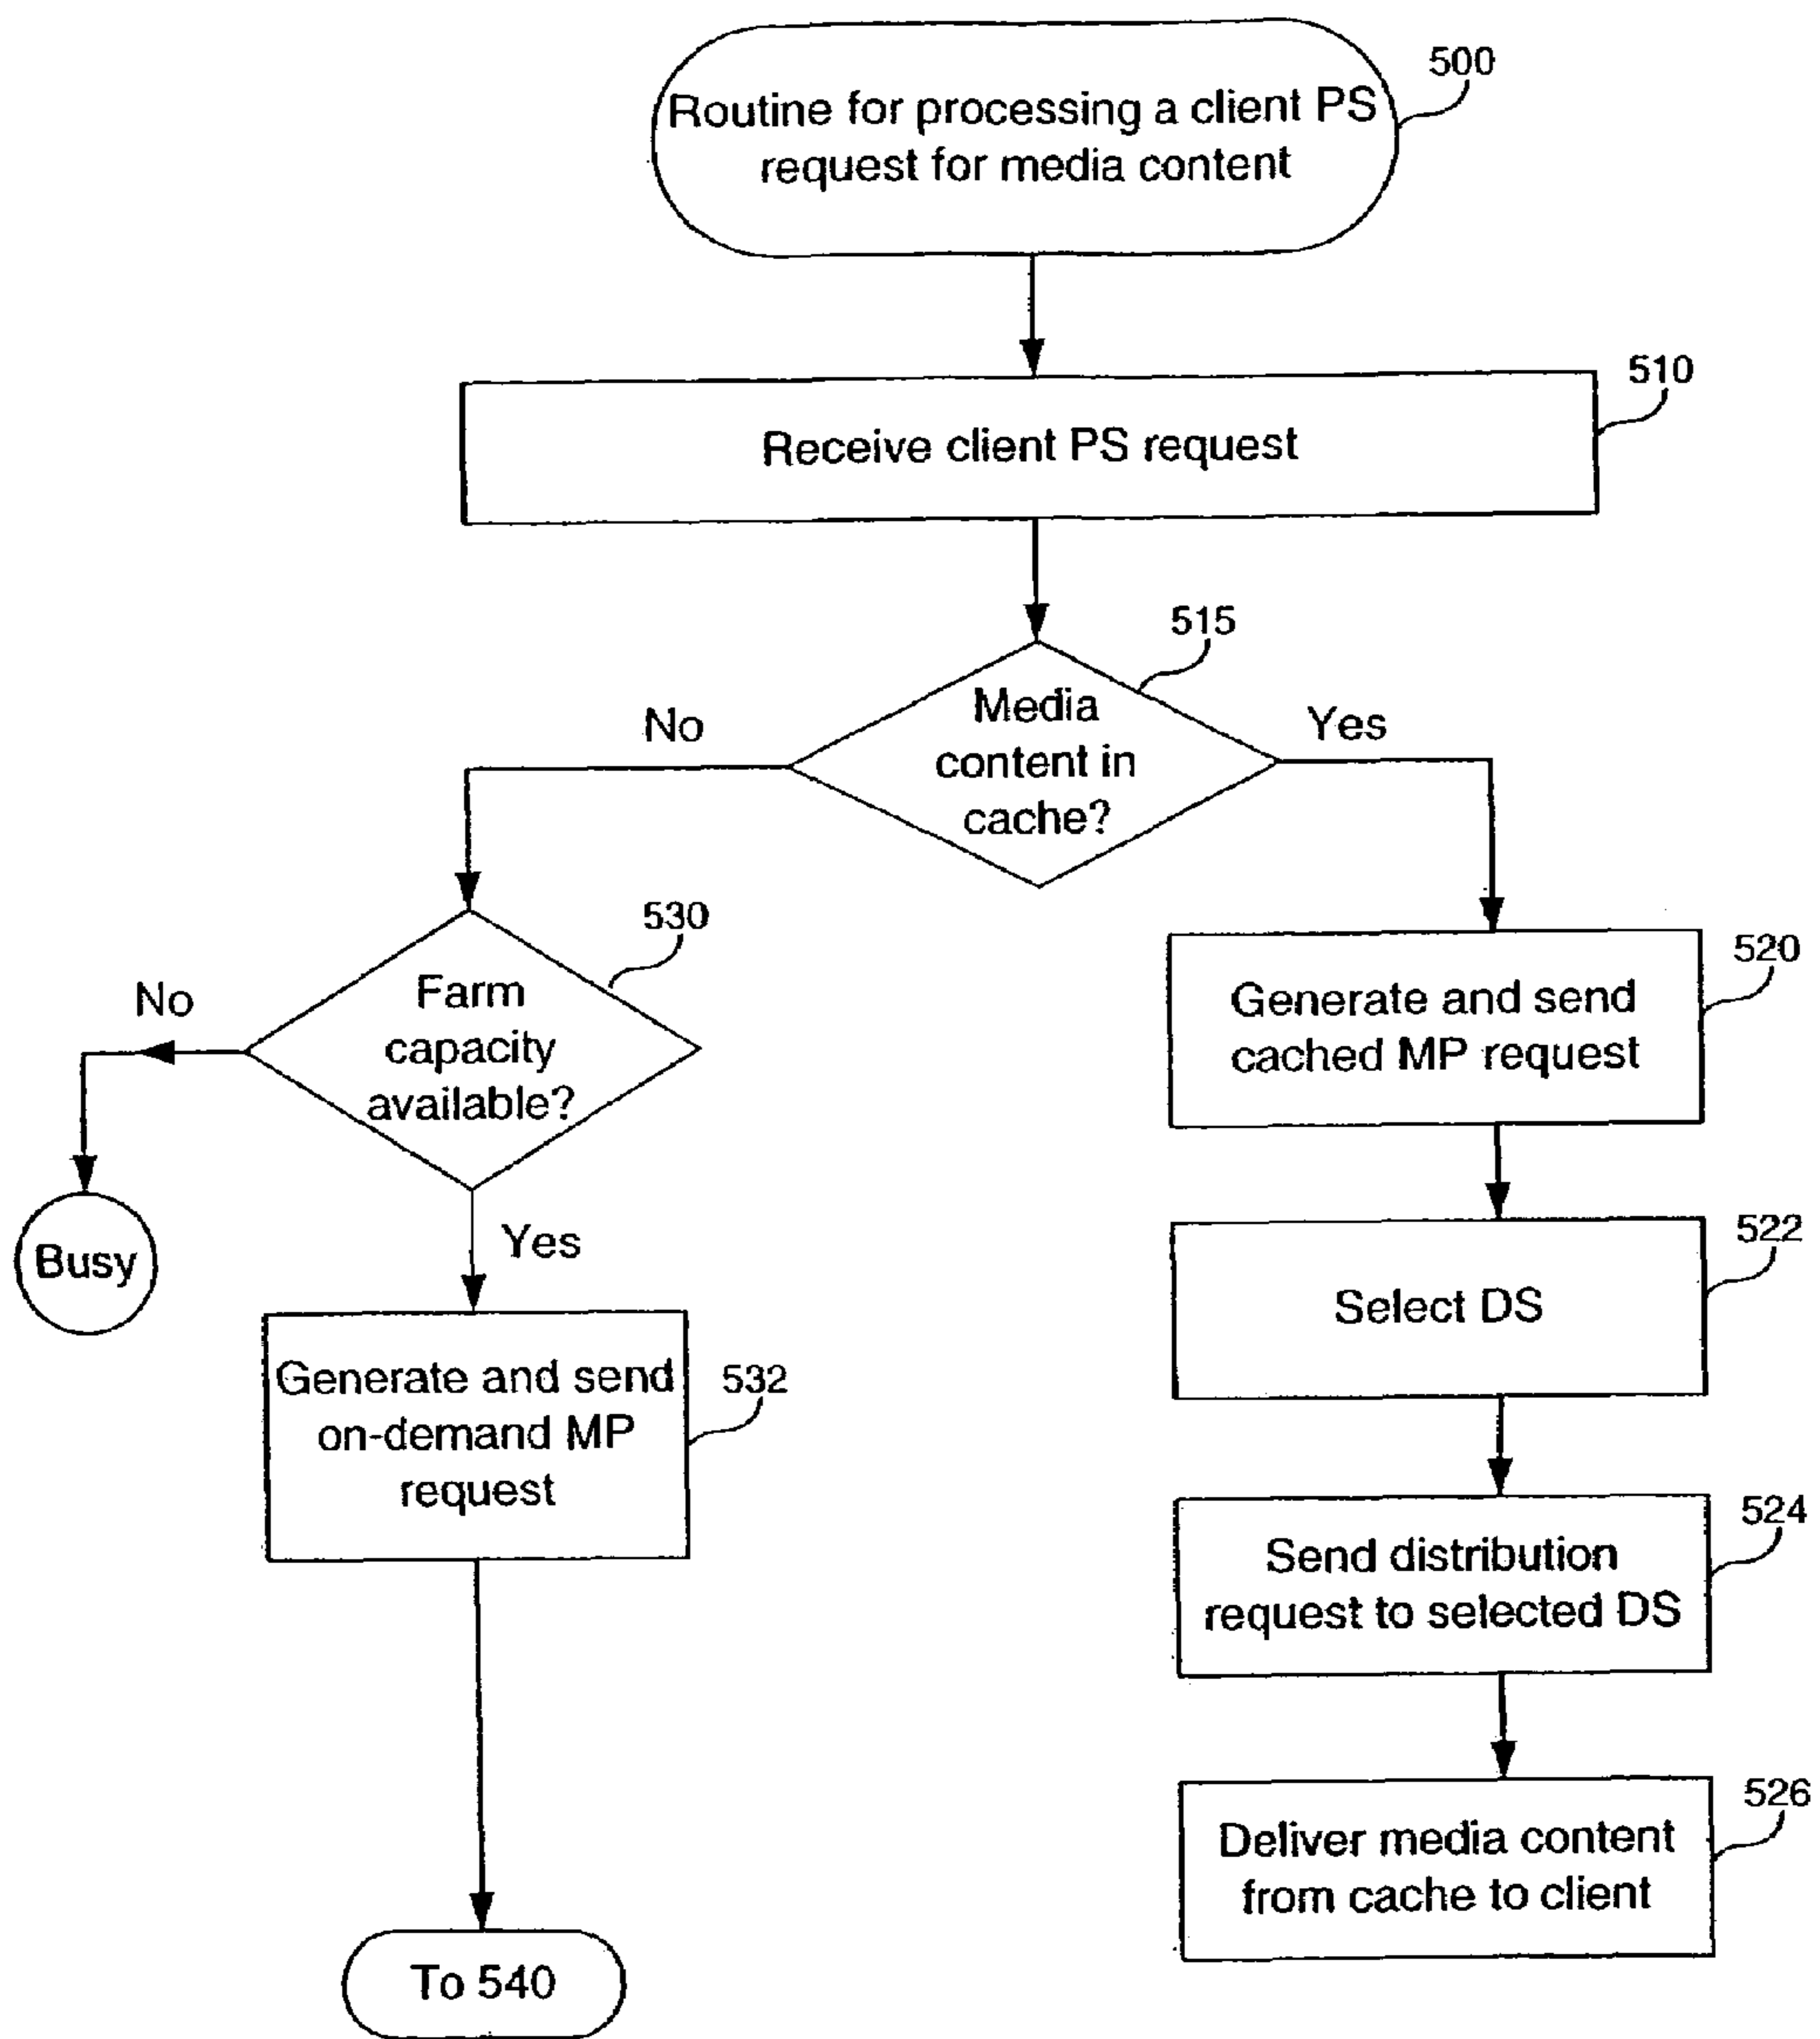 500
Routine for processing a client PS
request for media content
510
Receive client PS request
515
Media
content in
cache?
No
Yes
530
Farm
capacity
available?
No
Yes
Busy
520
Generate and send
cached MP request
522
Select DS
532
Generate and send
on-demand MP
request
524
Send distribution
request to selected DS
526
Deliver media content
from cache to client
To 540